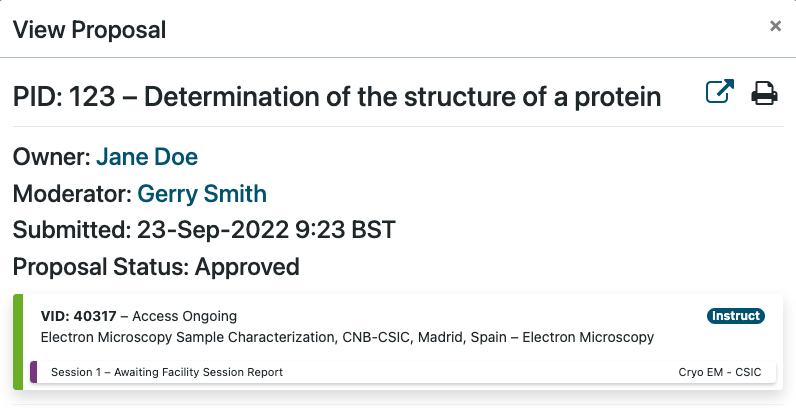 View Proposal ×
PID: 123 – Determination of the structure of a protein
Owner: Jane Doe
Moderator: Gerry Smith
Submitted: 23-Sep-2022 9:23 BST
Proposal Status: Approved
VID: 40317 – Access Ongoing Instruct
Electron Microscopy Sample Characterization, CNB-CSIC, Madrid, Spain – Electron Microscopy
Session 1 – Awaiting Facility Session Report Cryo EM - CSIC